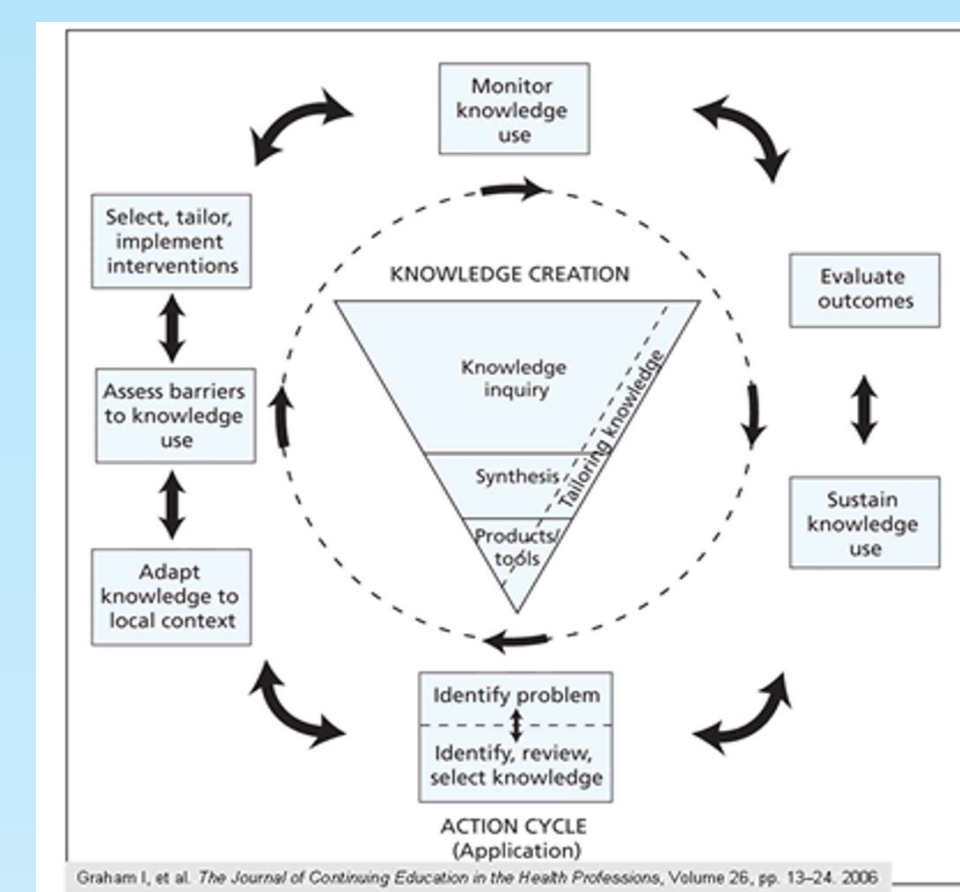 Monitor
knowledge
use
Select, tailor,
implement
interventions
Evaluate
outcomes
KNOWLEDGE CREATION
Knowledge
inquiry
Tailoring knowledge
Synthesis
Products/
tools
Assess barriers
to knowledge
use
Sustain
knowledge
use
Adapt
knowledge to
local context
Identify problem
Identify, review,
select knowledge
ACTION CYCLE
(Application)
Graham I, et al. The Journal of Continuing Education in the Health Professions, Volume 26, pp. 13–24. 2006